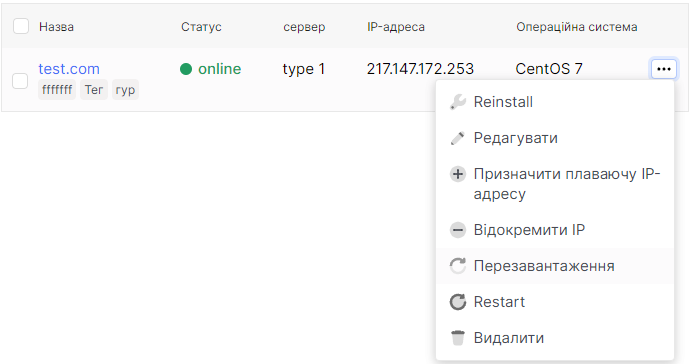 Назва Статус сервер IP-адреса Операційна система
test.com online type 1 217.147.172.253 CentOS 7
fffffff Тег гур
Reinstall
Редагувати
Призначити плаваючу IP-
адресу
Відокремити IP
Перезавантаження
Restart
Видалити